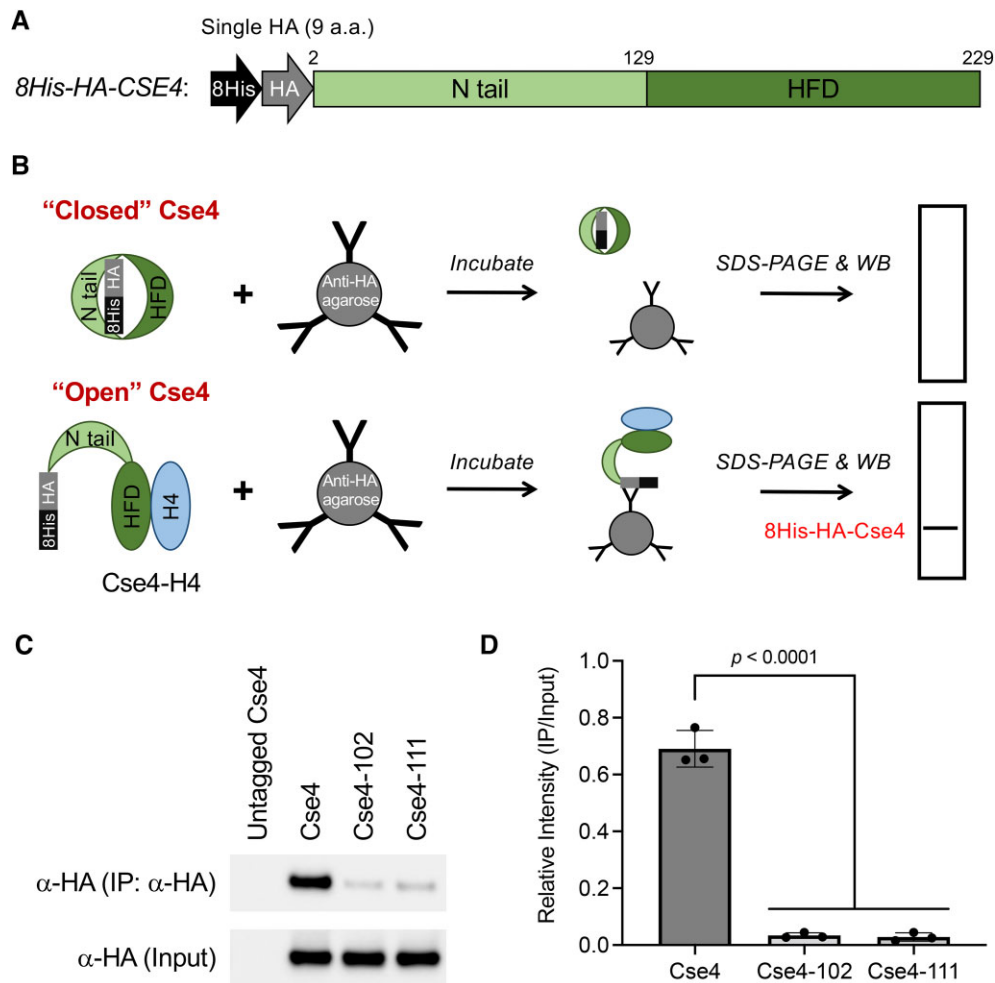 A
Single HA (9 a.a.)
8His-HA-CSE4:
8His
HA
2
129
229
N tail
HFD
B
“Closed” Cse4
N tail
HA
8His
HFD
+
Anti-HA
agarose
Incubate
SDS-PAGE & WB
“Open” Cse4
N tail
HA
8His
HFD
H4
Cse4-H4
+
Anti-HA
agarose
Incubate
SDS-PAGE & WB
8His-HA-Cse4
C
Untagged Cse4
Cse4
Cse4-102
Cse4-111
α-HA (IP: α-HA)
α-HA (Input)
D
Relative Intensity (IP/Input)
1.0
0.8
0.6
0.4
0.2
0.0
p < 0.0001
Cse4
Cse4-102
Cse4-111